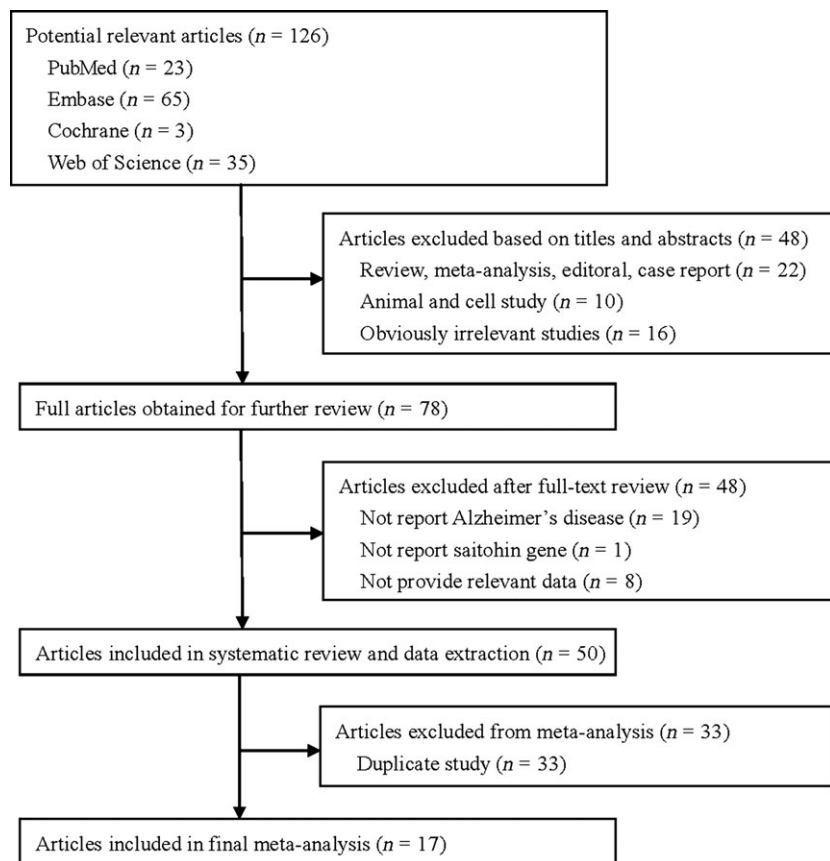 Potential relevant articles (n = 126)
PubMed (n = 23)
Embase (n = 65)
Cochrane (n = 3)
Web of Science (n = 35)
Articles excluded based on titles and abstracts (n = 48)
Review, meta-analysis, editoral, case report (n = 22)
Animal and cell study (n = 10)
Obviously irrelevant studies (n = 16)
Full articles obtained for further review (n = 78)
Articles excluded after full-text review (n = 48)
Not report Alzheimer’s disease (n = 19)
Not report saitohin gene (n = 1)
Not provide relevant data (n = 8)
Articles included in systematic review and data extraction (n = 50)
Articles excluded from meta-analysis (n = 33)
Duplicate study (n = 33)
Articles included in final meta-analysis (n = 17)